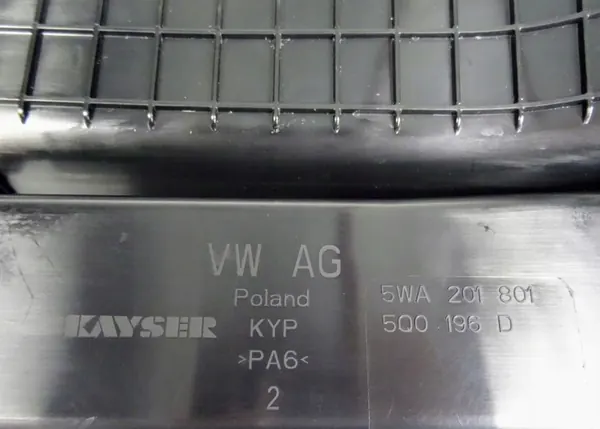 VW AG
Poland
KAYSER
KYP
>PA6<
2
5WA 201 801
5Q0 196 D